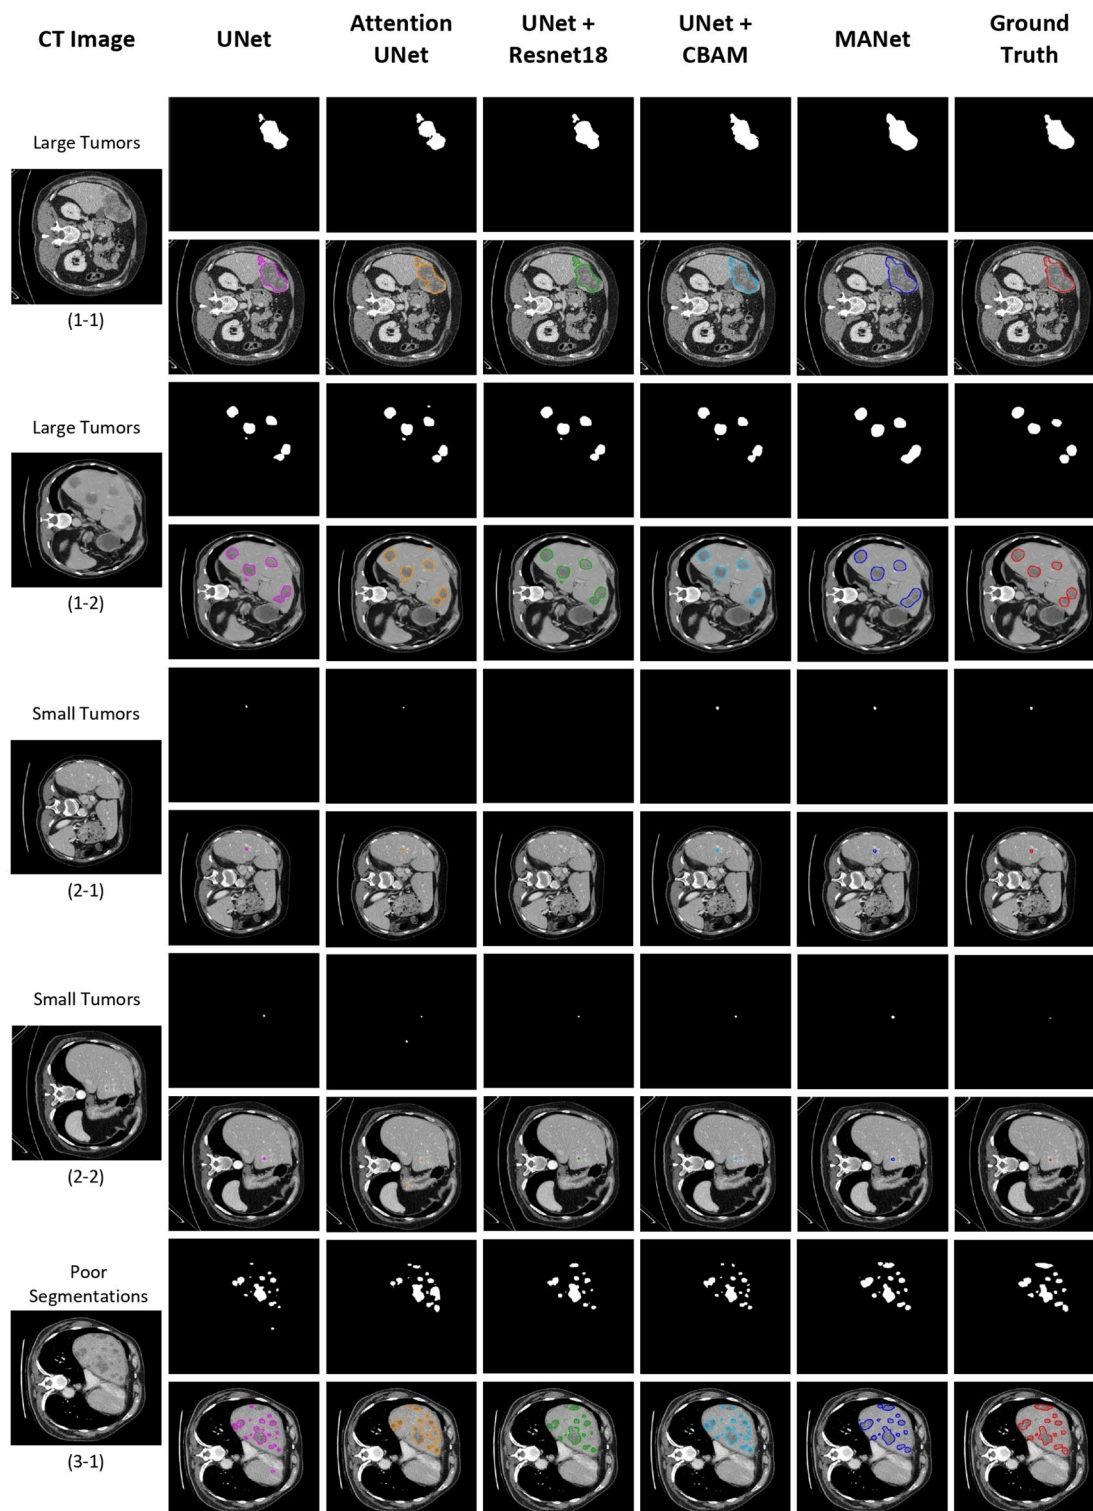 CT Image
UNet
Attention
UNet
UNet +
Resnet18
UNet +
CBAM
MANet
Ground
Truth
Large Tumors
(1-1)
Large Tumors
(1-2)
Small Tumors
(2-1)
Small Tumors
(2-2)
Poor
Segmentations
(3-1)